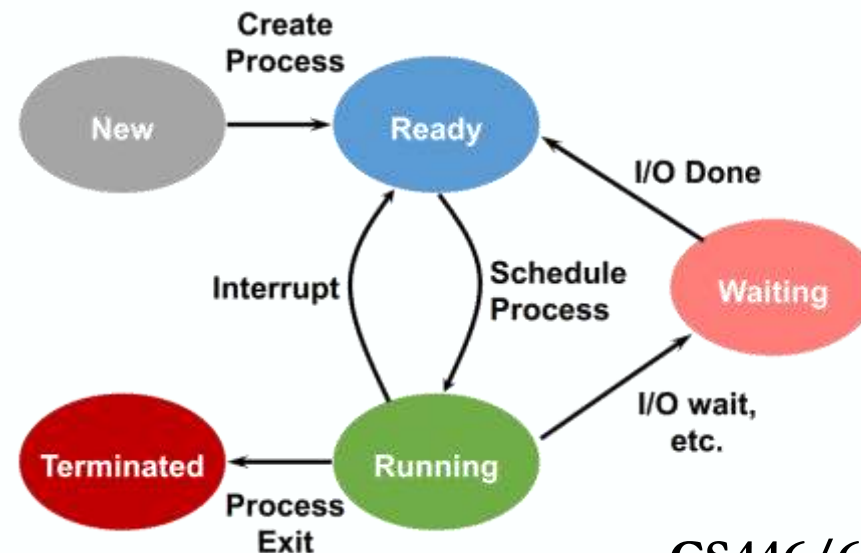 Create
Process
New
Ready
I/O Done
Interrupt
Schedule
Process
Waiting
I/O wait,
etc.
Terminated
Running
Process
Exit